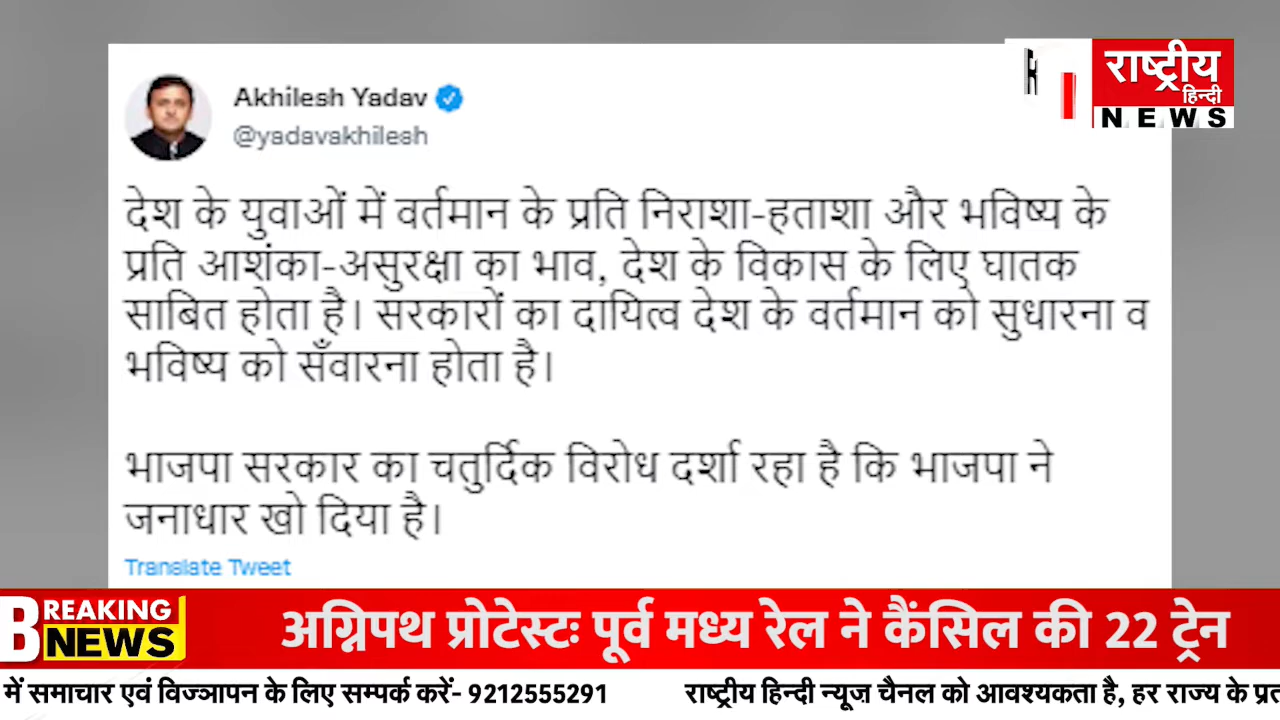 Akhilesh Yadav
@yadavakhilesh
राष्ट्रीय
हिन्दी
NEWS
देश के युवाओं में वर्तमान के प्रति निराशा-हताशा और भविष्य के
प्रति आशंका-असुरक्षा का भाव, देश के विकास के लिए घातक
साबित होता है। सरकारों का दायित्व देश के वर्तमान को सुधारना व
भविष्य को सँवारना होता है।
भाजपा सरकार का चतुर्दिक विरोध दर्शा रहा है कि भाजपा ने
जनाधार खो दिया है।
Translate Tweet
BREAKING
NEWS
अग्निपथ प्रोटेस्टः पूर्व मध्य रेल ने कैंसिल की 22 ट्रेन
में समाचार एवं विज्ञापन के लिए सम्पर्क करें- 9212555291 राष्ट्रीय हिन्दी न्यूज़ चैनल को आवश्यकता है, हर राज्य के